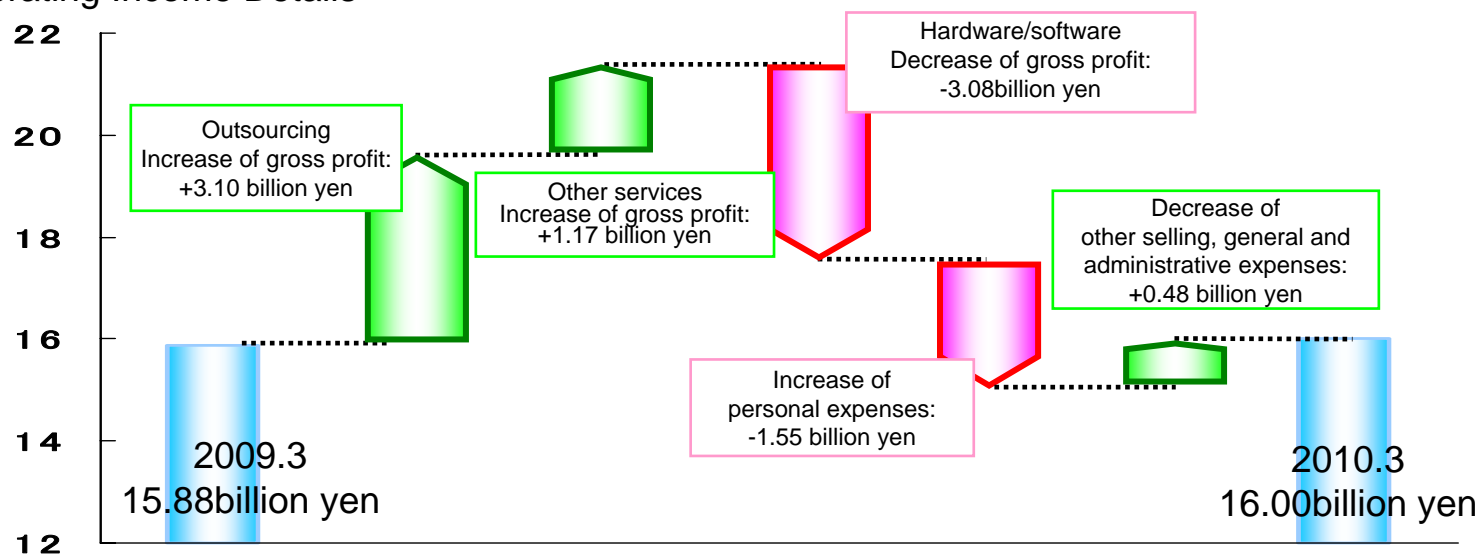 Income Details
22
20
18
16
14
12
Outsourcing
Increase of gross profit:
+3.10 billion yen
Other services
Increase of gross profit:
+1.17 billion yen
Hardware/software
Decrease of gross profit:
-3.08billion yen
Increase of
personal expenses:
-1.55 billion yen
Decrease of
other selling, general and
administrative expenses:
+0.48 billion yen
2009.3
15.88billion yen
2010.3
16.00billion yen